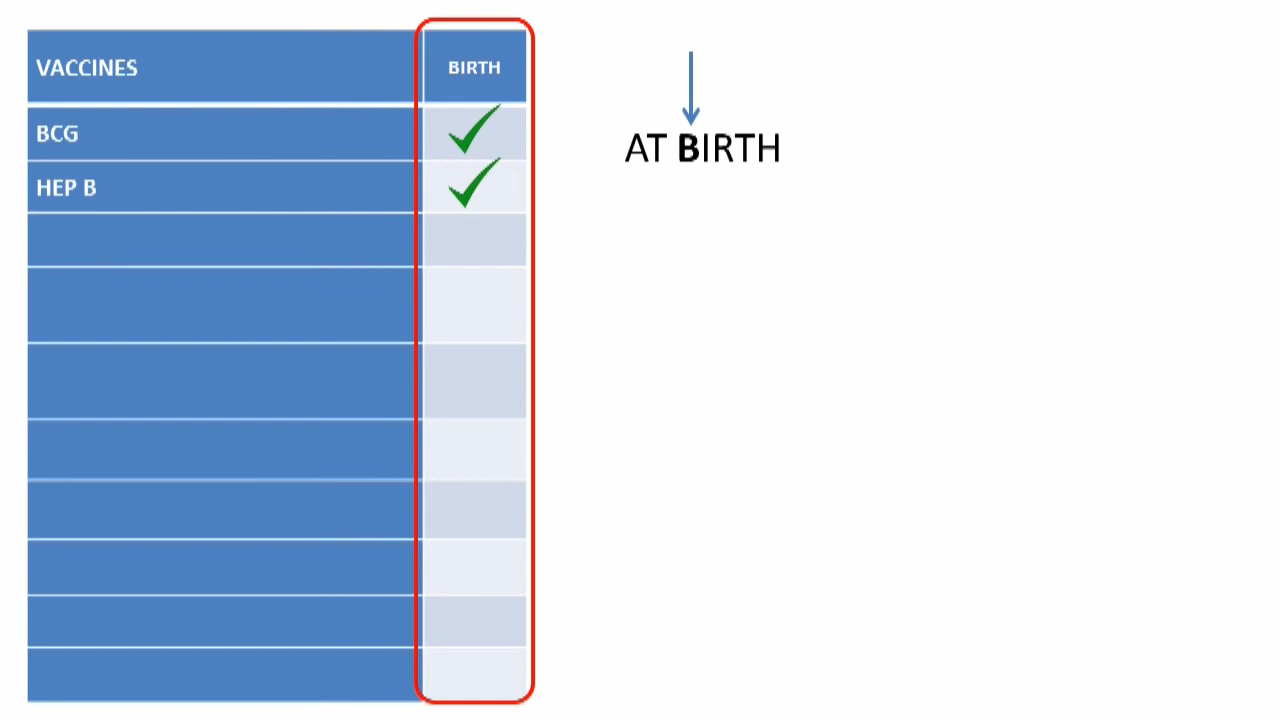 VACCINES
BIRTH
BCG
HEP B
AT BIRTH